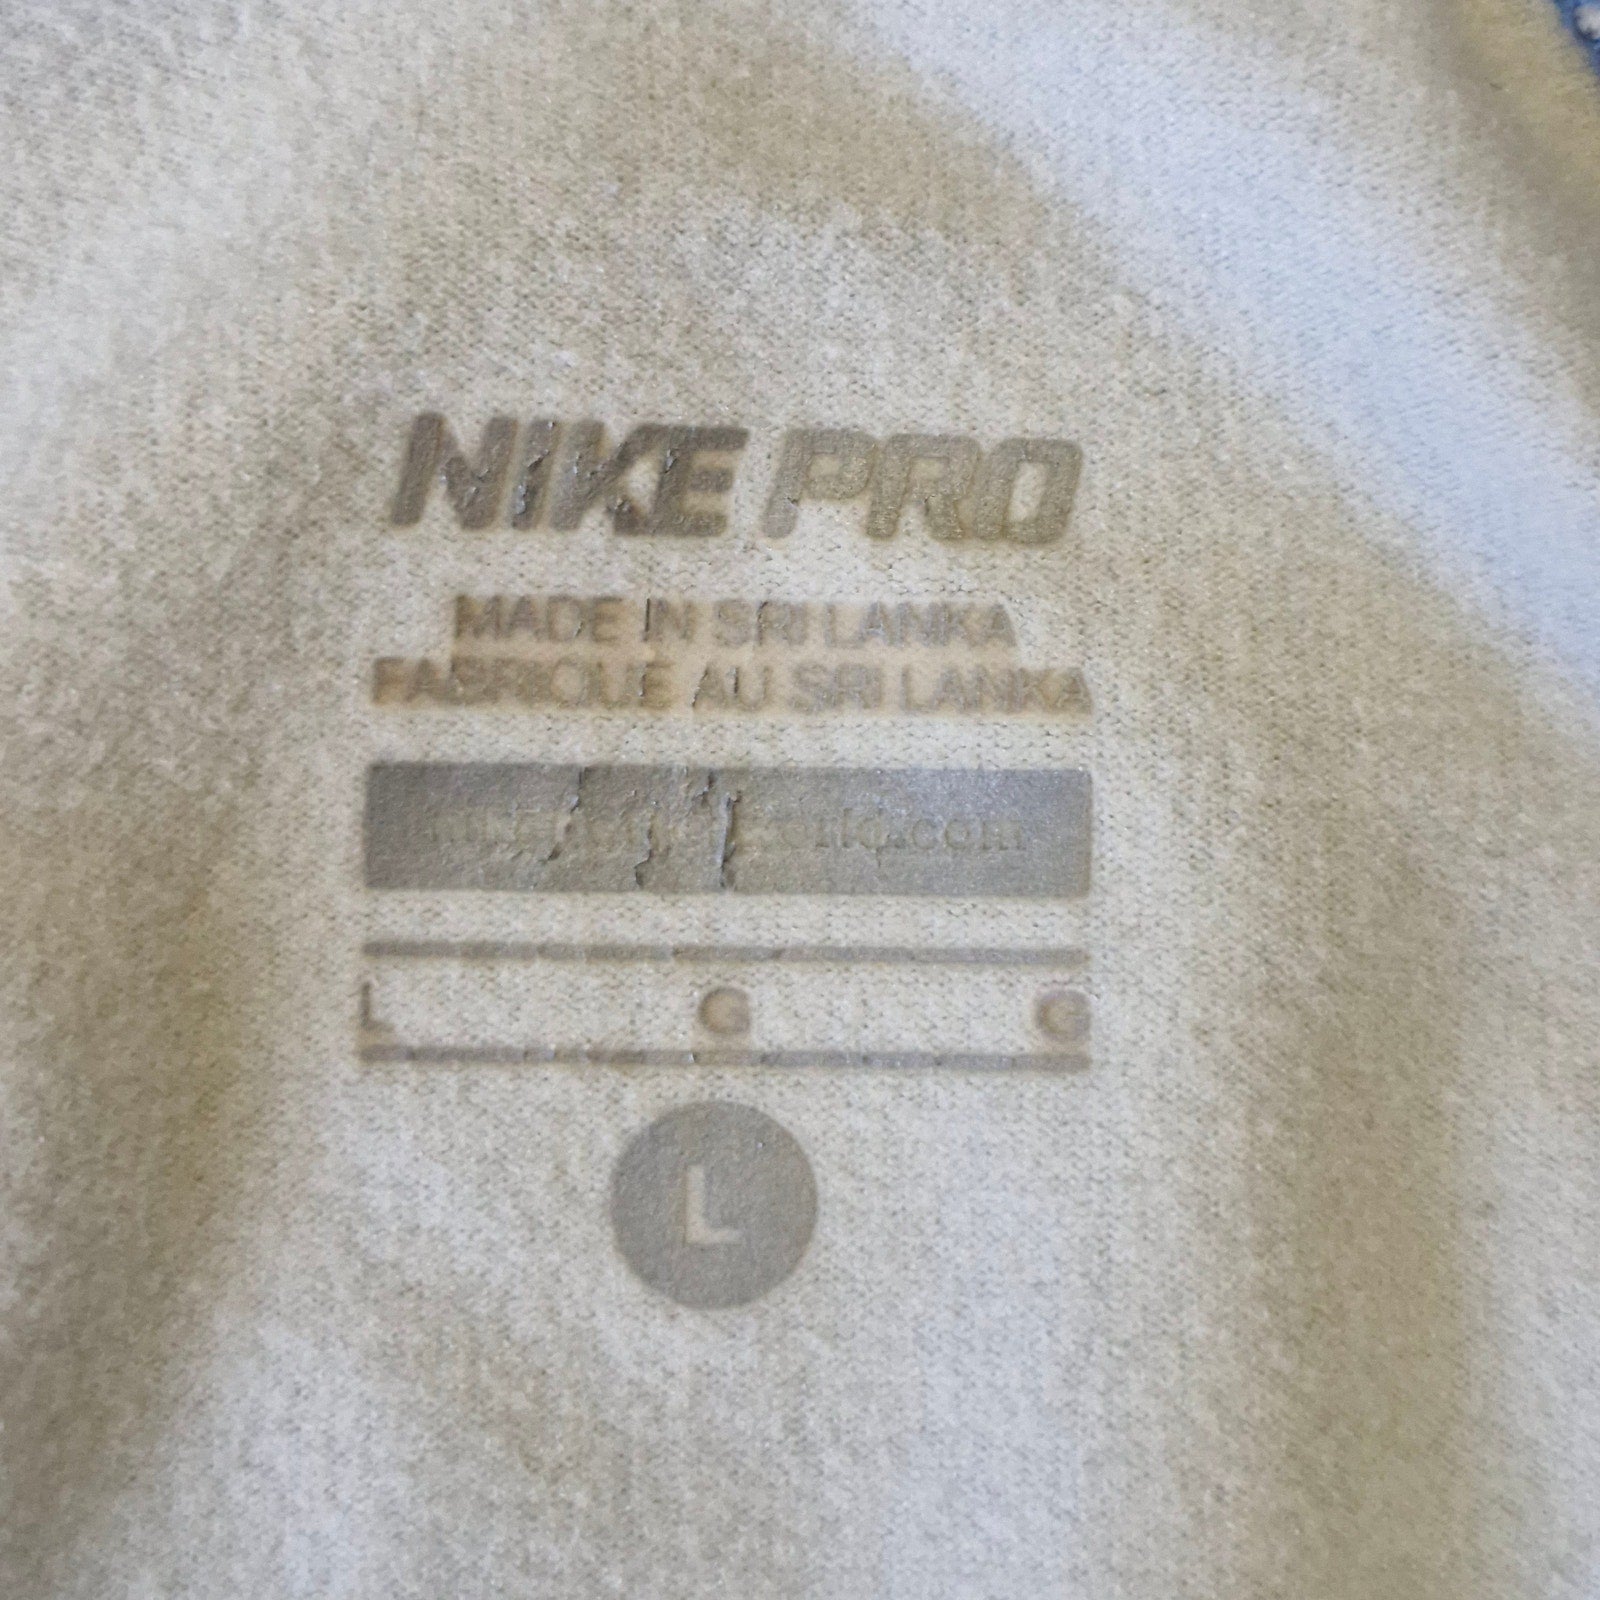 NIKE PRO
MADE IN SRI LANKA
FABRIQUE AU SRI LANKA
L G G
L